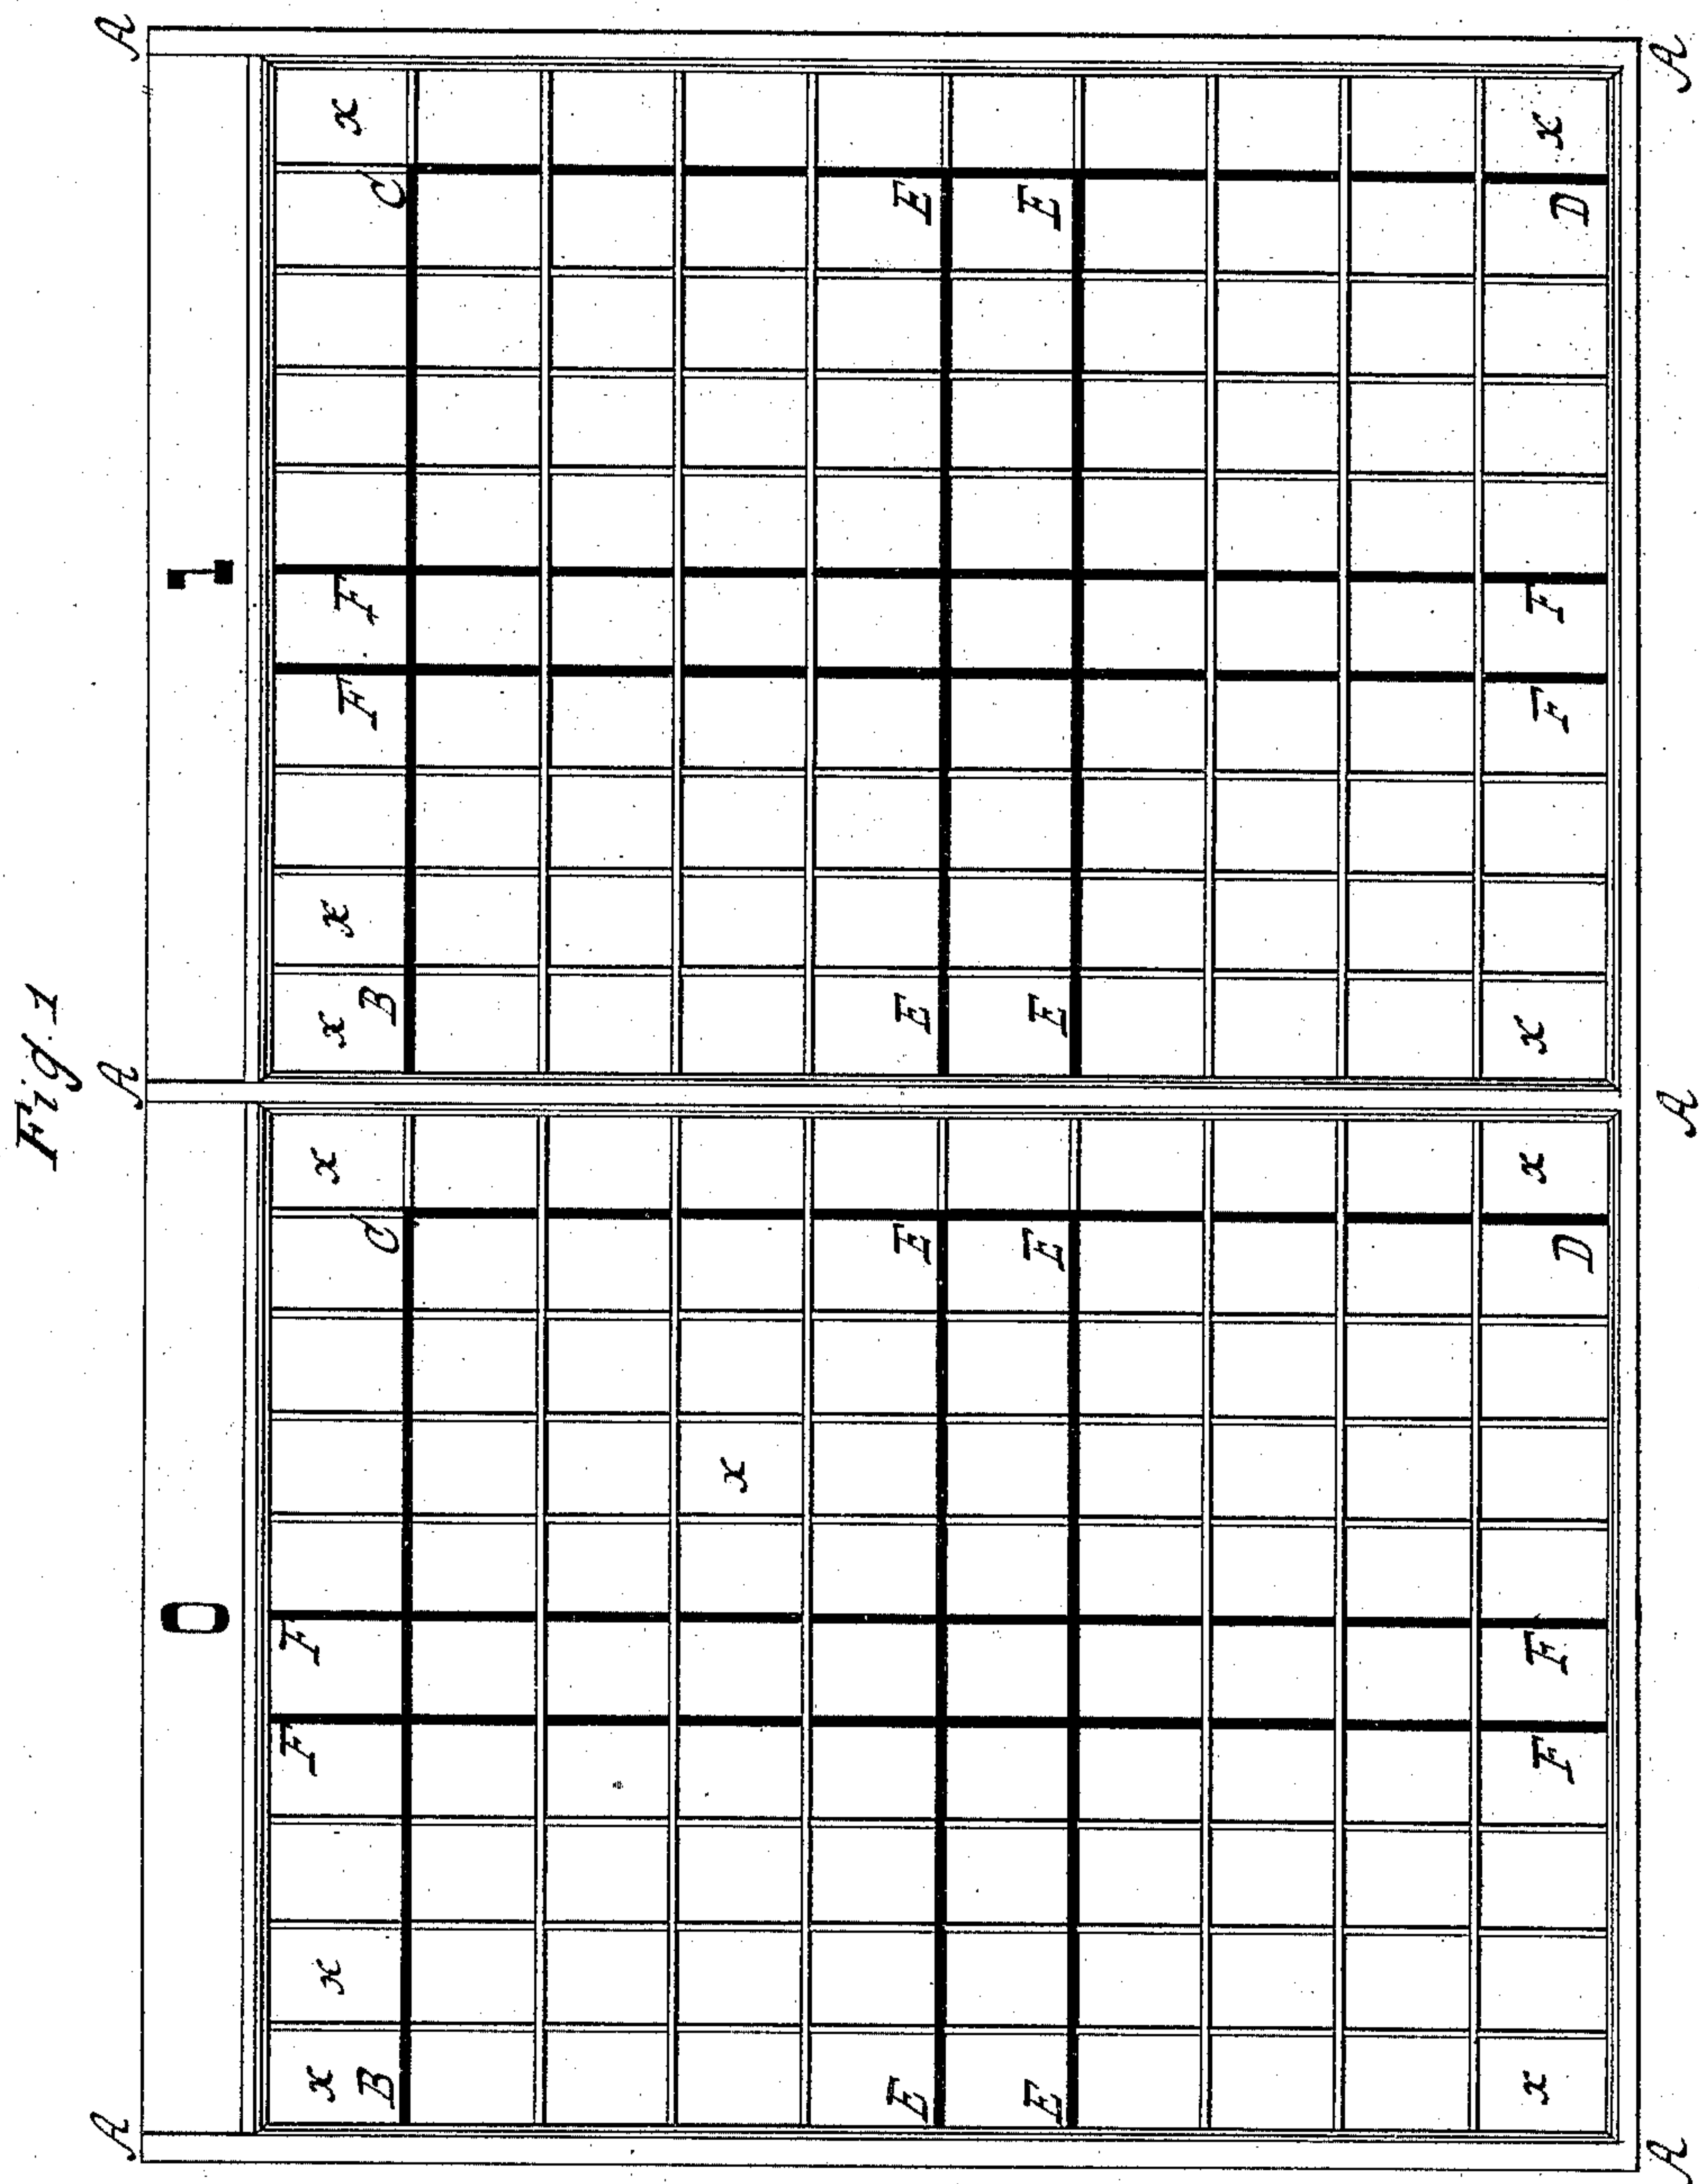 Fig. 1
A A A
0 1
x x F F x x x F F x
B C B C
x
E E E E
E E E E
x F F x x F F x
D D
A A A